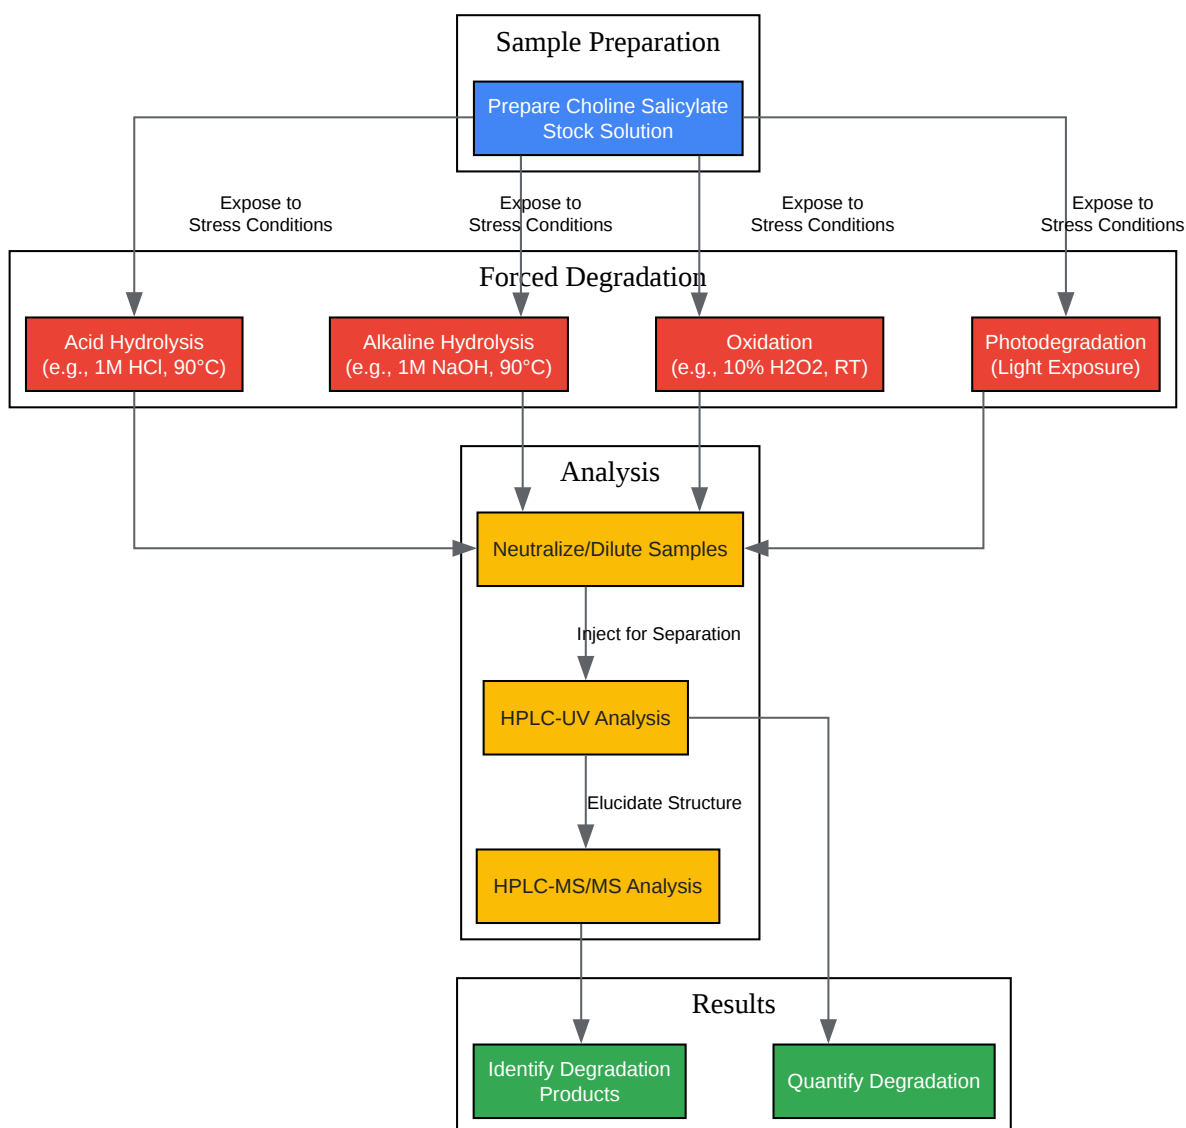 Sample Preparation
Prepare Choline Salicylate
Stock Solution
Expose to
Stress Conditions
Expose to
Stress Conditions
Expose to
Stress Conditions
Expose to
Stress Conditions
Forced Degradation
Acid Hydrolysis
(e.g., 1M HCl, 90°C)
Alkaline Hydrolysis
(e.g., 1M NaOH, 90°C)
Oxidation
(e.g., 10% H2O2, RT)
Photodegradation
(Light Exposure)
Analysis
Neutralize/Dilute Samples
Inject for Separation
HPLC-UV Analysis
Elucidate Structure
HPLC-MS/MS Analysis
Results
Identify Degradation
Products
Quantify Degradation